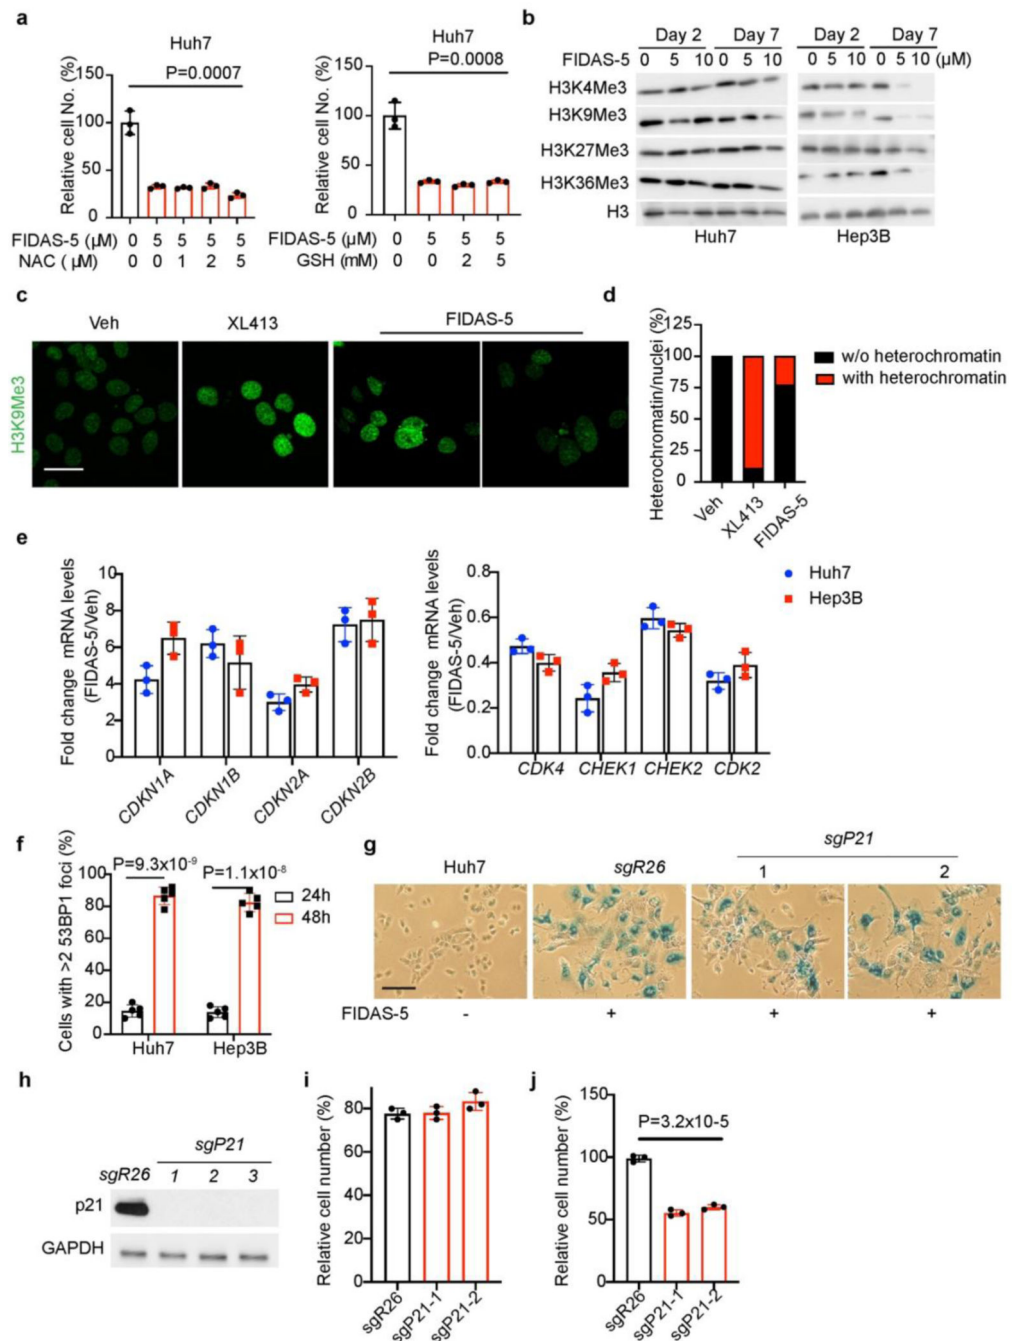 a
Huh7
P=0.0007
Relative cell No. (%)
150
100
50
0
FIDAS-5 (µM) 0 5 5 5 5
NAC ( µM) 0 0 1 2 5
Huh7
P=0.0008
Relative cell No. (%)
150
100
50
0
FIDAS-5 (µM) 0 5 5 5
GSH (mM) 0 0 2 5
b
Day 2 Day 7 Day 2 Day 7
FIDAS-5 0 5 10 0 5 10 0 5 10 0 5 10 (µM)
H3K4Me3
H3K9Me3
H3K27Me3
H3K36Me3
H3
Huh7 Hep3B
c
Veh XL413 FIDAS-5
H3K9Me3
d
Heterochromatin/nuclei (%)
125
100
75
50
25
0
Veh XL413 FIDAS-5
w/o heterochromatin
with heterochromatin
e
Fold change mRNA levels
(FIDAS-5/Veh)
10
8
6
4
2
0
CDKN1A CDKN1B CDKN2A CDKN2B
Fold change mRNA levels
(FIDAS-5/Veh)
0.8
0.6
0.4
0.2
0.0
CDK4 CHEK1 CHEK2 CDK2
Huh7
Hep3B
f
Cells with >2 53BP1 foci (%)
P=9.3x10-9
P=1.1x10-8
100
80
60
40
20
0
Huh7 Hep3B
24h
48h
g
sgP21
Huh7 sgR26 1 2
FIDAS-5 - + + +
h
sgP21
sgR26 1 2 3
p21
GAPDH
i
Relative cell number (%)
80
60
40
20
0
sgR26 sgP21-1 sgP21-2
j
Relative cell number (%)
P=3.2x10-5
150
100
50
0
sgR26 sgP21-1 sgP21-2